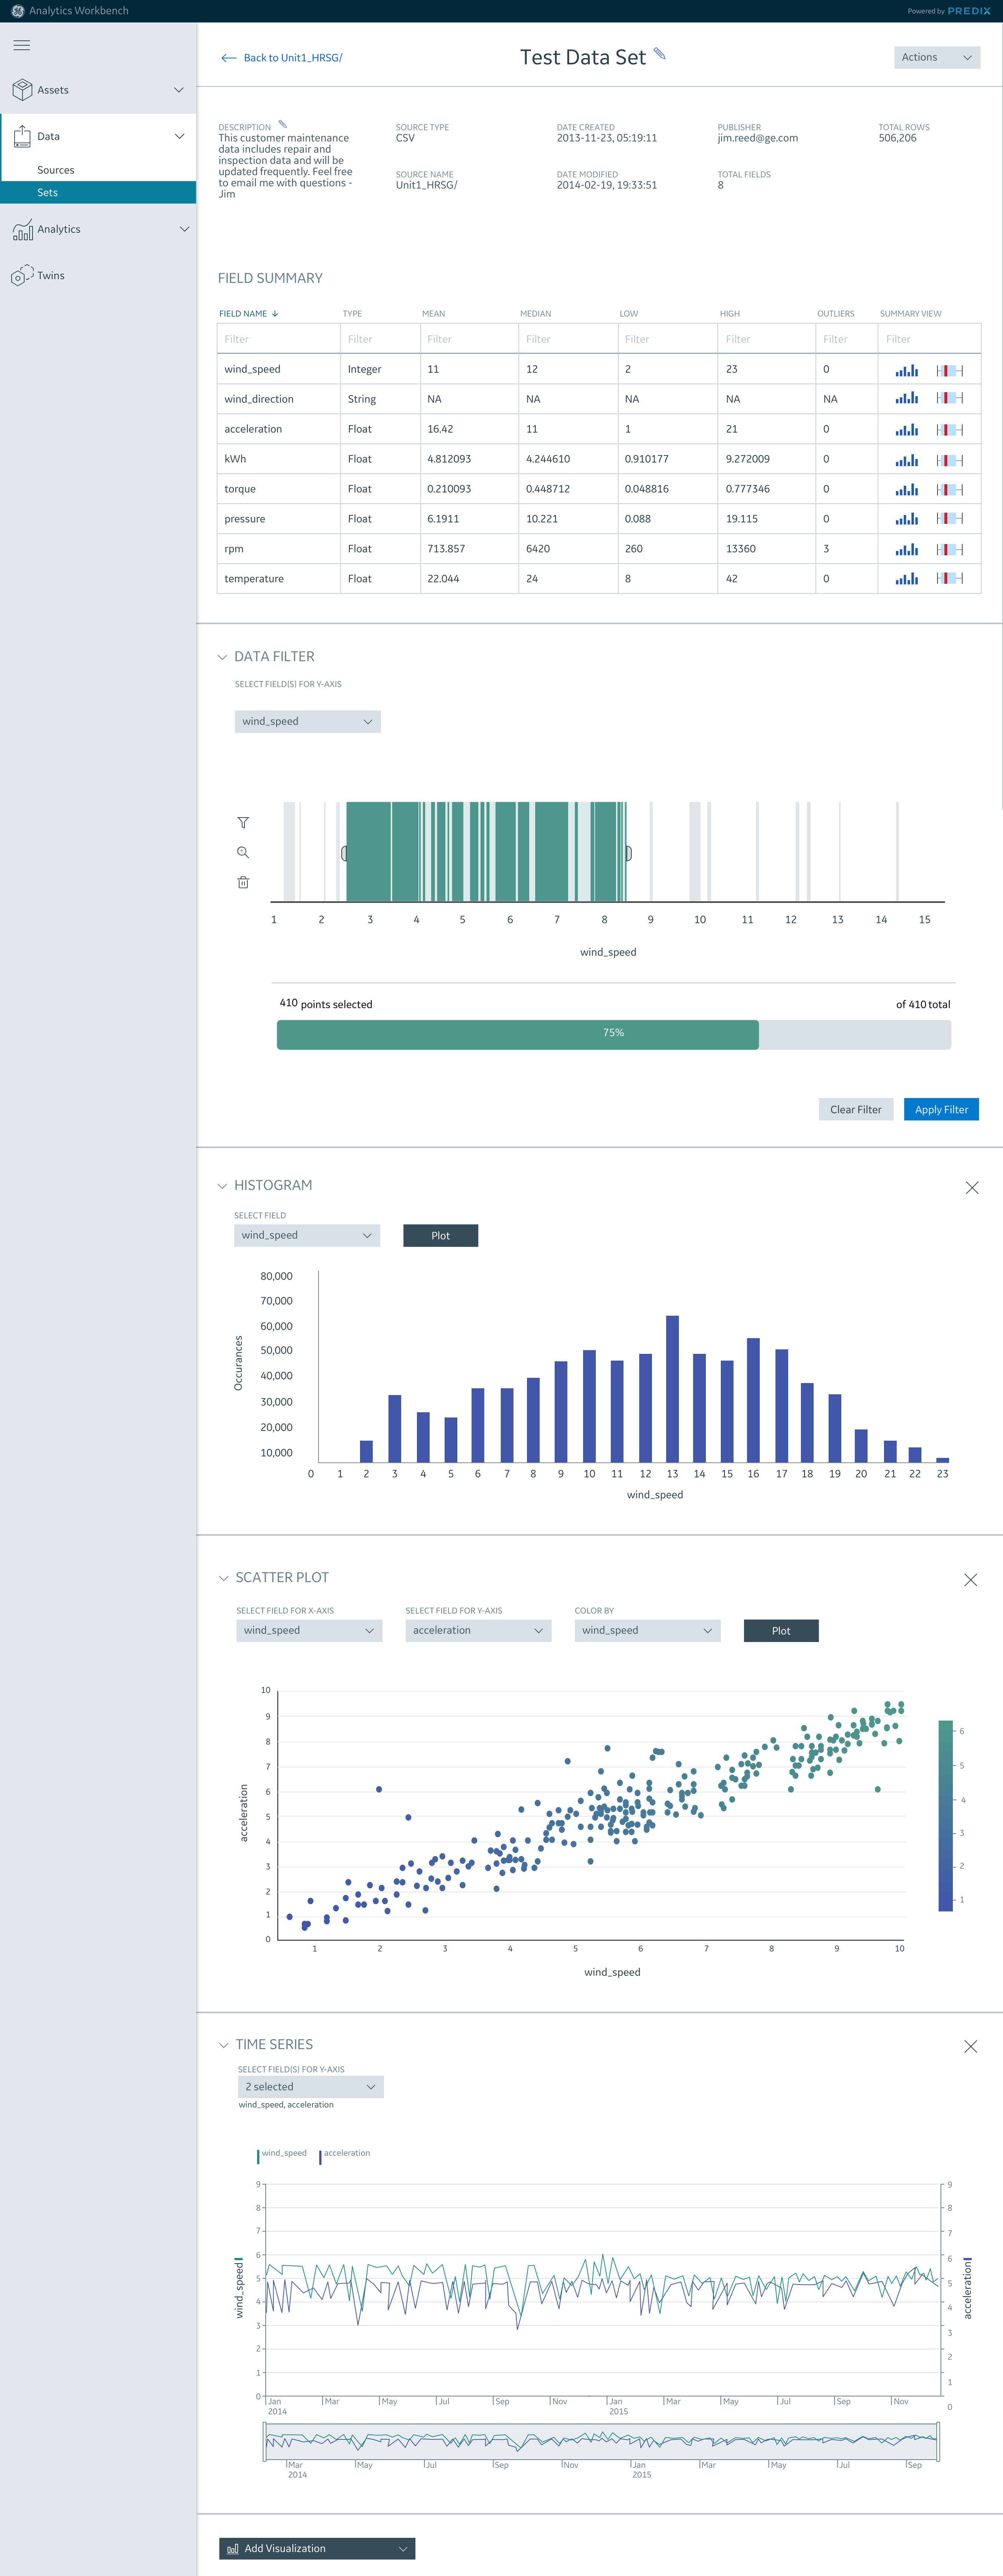 Analytics Workbench
Powered by PREDIX
Assets
Data
Sources
Sets
Analytics
Twins
Back to Unit1_HRSG/
Test Data Set
Actions
DESCRIPTION
This customer maintenance
data includes repair and
inspection data and will be
updated frequently. Feel free
to email me with questions -
Jim
SOURCE TYPE
CSV
DATE CREATED
2013-11-23, 05:19:11
PUBLISHER
jim.reed@ge.com
TOTAL ROWS
506,206
SOURCE NAME
Unit1_HRSG/
DATE MODIFIED
2014-02-19, 19:33:51
TOTAL FIELDS
8
FIELD SUMMARY
FIELD NAME TYPE MEAN MEDIAN LOW HIGH OUTLIERS SUMMARY VIEW
Filter Filter Filter Filter Filter Filter Filter Filter
wind_speed Integer 11 12 2 23 0
wind_direction String NA NA NA NA NA
acceleration Float 16.42 11 1 21 0
kWh Float 4.812093 4.244610 0.910177 9.272009 0
torque Float 0.210093 0.448712 0.048816 0.777346 0
pressure Float 6.1911 10.221 0.088 19.115 0
rpm Float 713.857 6420 260 13360 3
temperature Float 22.044 24 8 42 0
DATA FILTER
SELECT FIELD(S) FOR Y-AXIS
wind_speed
1 2 3 4 5 6 7 8 9 10 11 12 13 14 15
wind_speed
410 points selected
of 410 total
75%
Clear Filter
Apply Filter
HISTOGRAM
SELECT FIELD
wind_speed
Plot
80,000
70,000
60,000
50,000
40,000
30,000
20,000
10,000
Occurances
0 1 2 3 4 5 6 7 8 9 10 11 12 13 14 15 16 17 18 19 20 21 22 23
wind_speed
SCATTER PLOT
SELECT FIELD FOR X-AXIS
wind_speed
SELECT FIELD FOR Y-AXIS
acceleration
COLOR BY
wind_speed
Plot
10
9
8
7
6
5
4
3
2
1
0
acceleration
1 2 3 4 5 6 7 8 9 10
wind_speed
6
5
4
3
2
1
TIME SERIES
SELECT FIELD(S) FOR Y-AXIS
2 selected
wind_speed, acceleration
wind_speed
acceleration
9
8
7
6
5
4
3
2
1
0
wind_speed
9
8
7
6
5
4
3
2
1
0
acceleration
Jan Mar May Jul Sep Nov Jan Mar May Jul Sep Nov
2014 2015
Mar May Jul Sep Nov Jan Mar May Jul Sep
2014 2015
Add Visualization